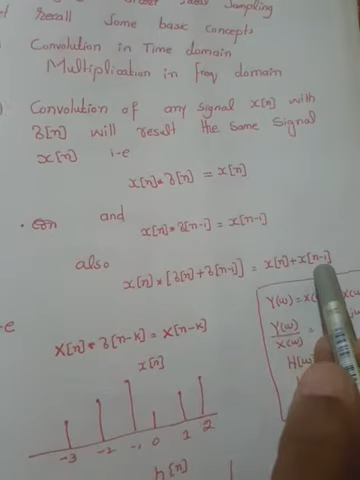 recall some basic concepts
Convolution in Time domain
Multiplication in freq domain
Convolution of any signal x[n] with
δ[n] will result the same signal
x[n] i-e
x[n] * δ[n] = x[n]
and
x[n] * δ[n-1] = x[n-1]
also
x[n] * [δ[n] + δ[n-1]] = x[n] + x[n-1]
-e
x[n] * δ[n-k] = x[n-k]
x[n]
-3 -2 -1 0 1 2
h[n]
Y(w) = X(
Y(w)
X(w) =
H(w)